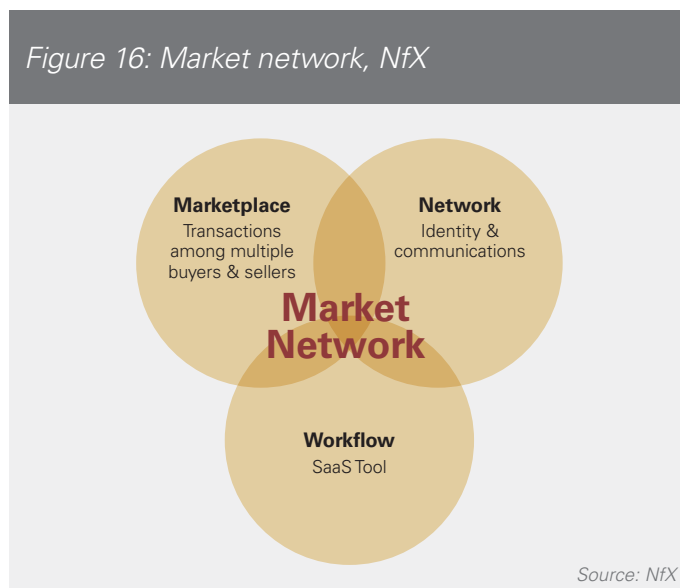 Figure 16: Market network, NfX
Marketplace
Transactions
among multiple
buyers & sellers
Network
Identity &
communications
Market
Network
Workflow
SaaS Tool
Source: NfX